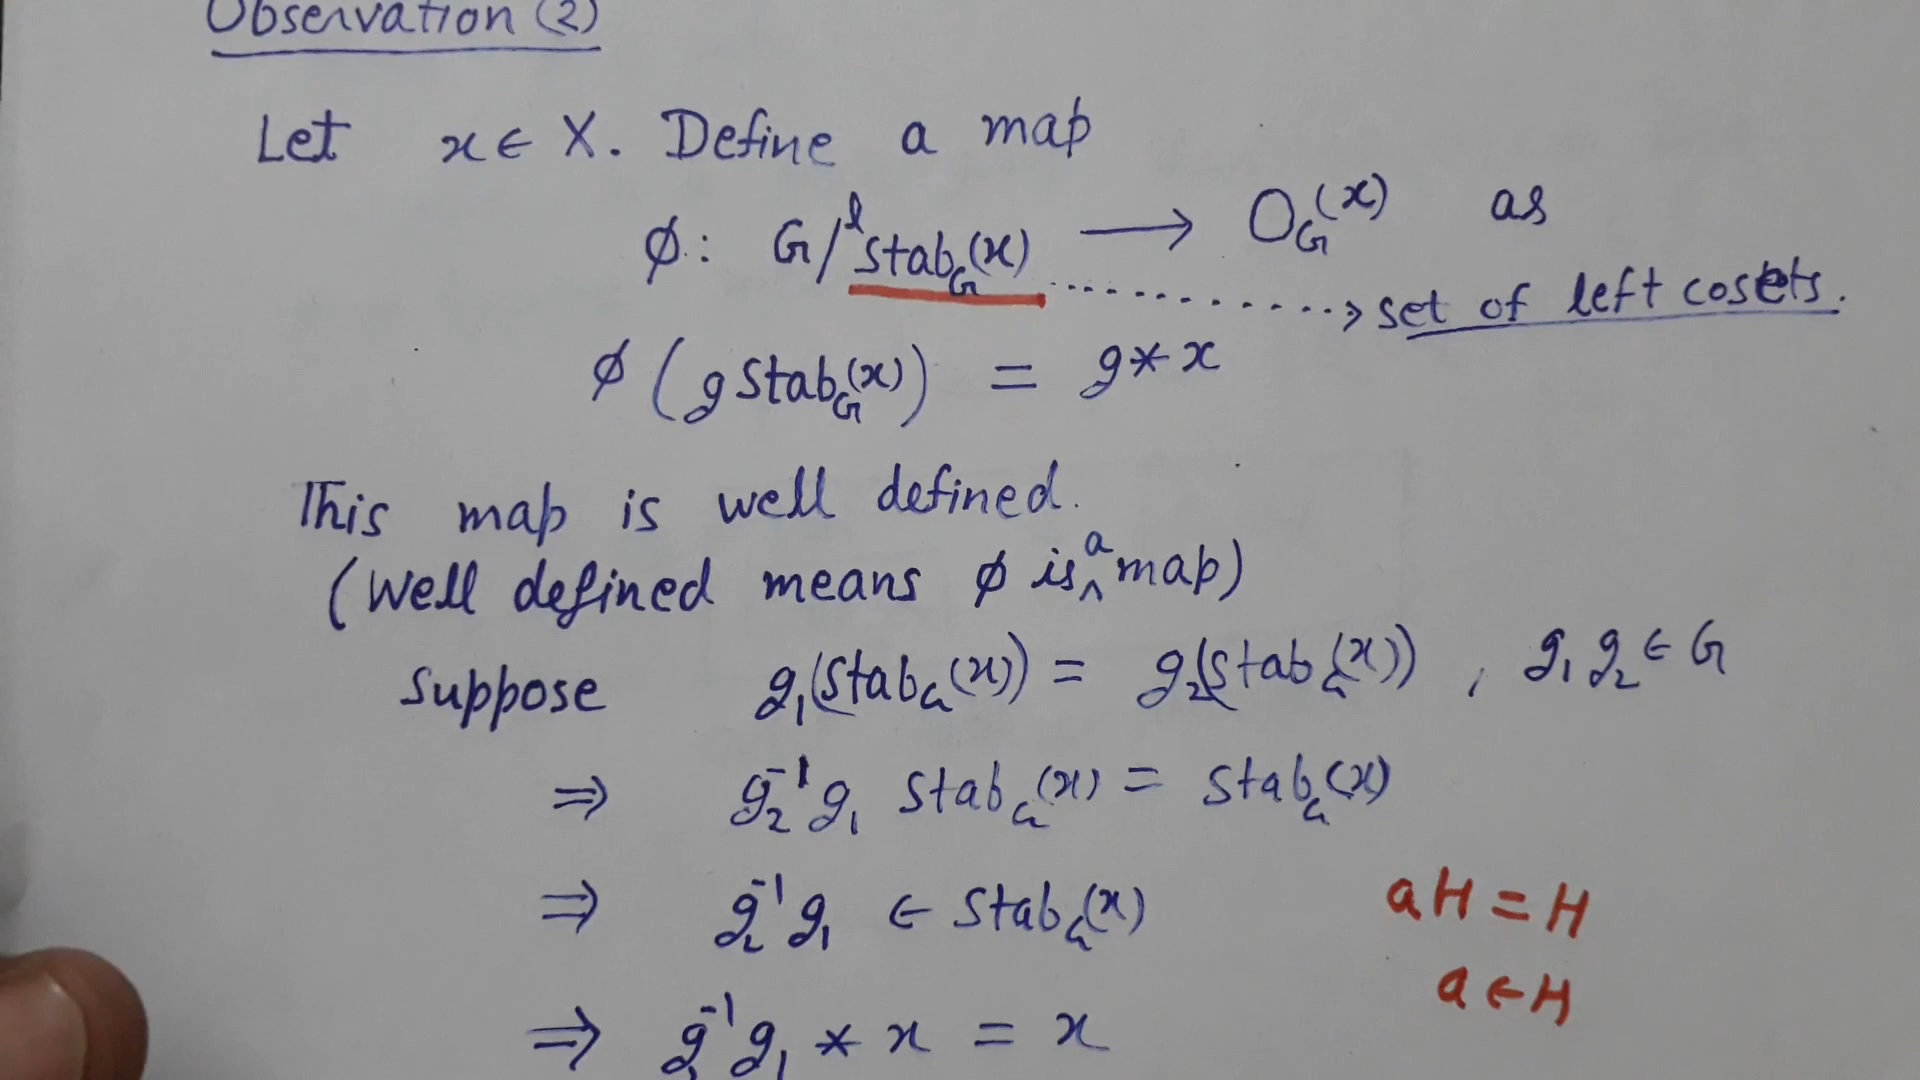 Observation (2)
Let x ∈ X. Define a map
ϕ: G/ˡStab_G(x) ⟶ O_G(x) as
.............> set of left cosets.
ϕ(g Stab_G(x)) = g * x
This map is well defined.
(Well defined means ϕ is ^a map)
Suppose g₁(Stab_G(x)) = g₂(Stab_G(x)) , g₁ g₂ ∈ G
⇒ g₂⁻¹g₁ Stab_G(x) = Stab_G(x)
⇒ g₂⁻¹g₁ ∈ Stab_G(x)
aH = H
a ∈ H
⇒ g₂⁻¹g₁ * x = x